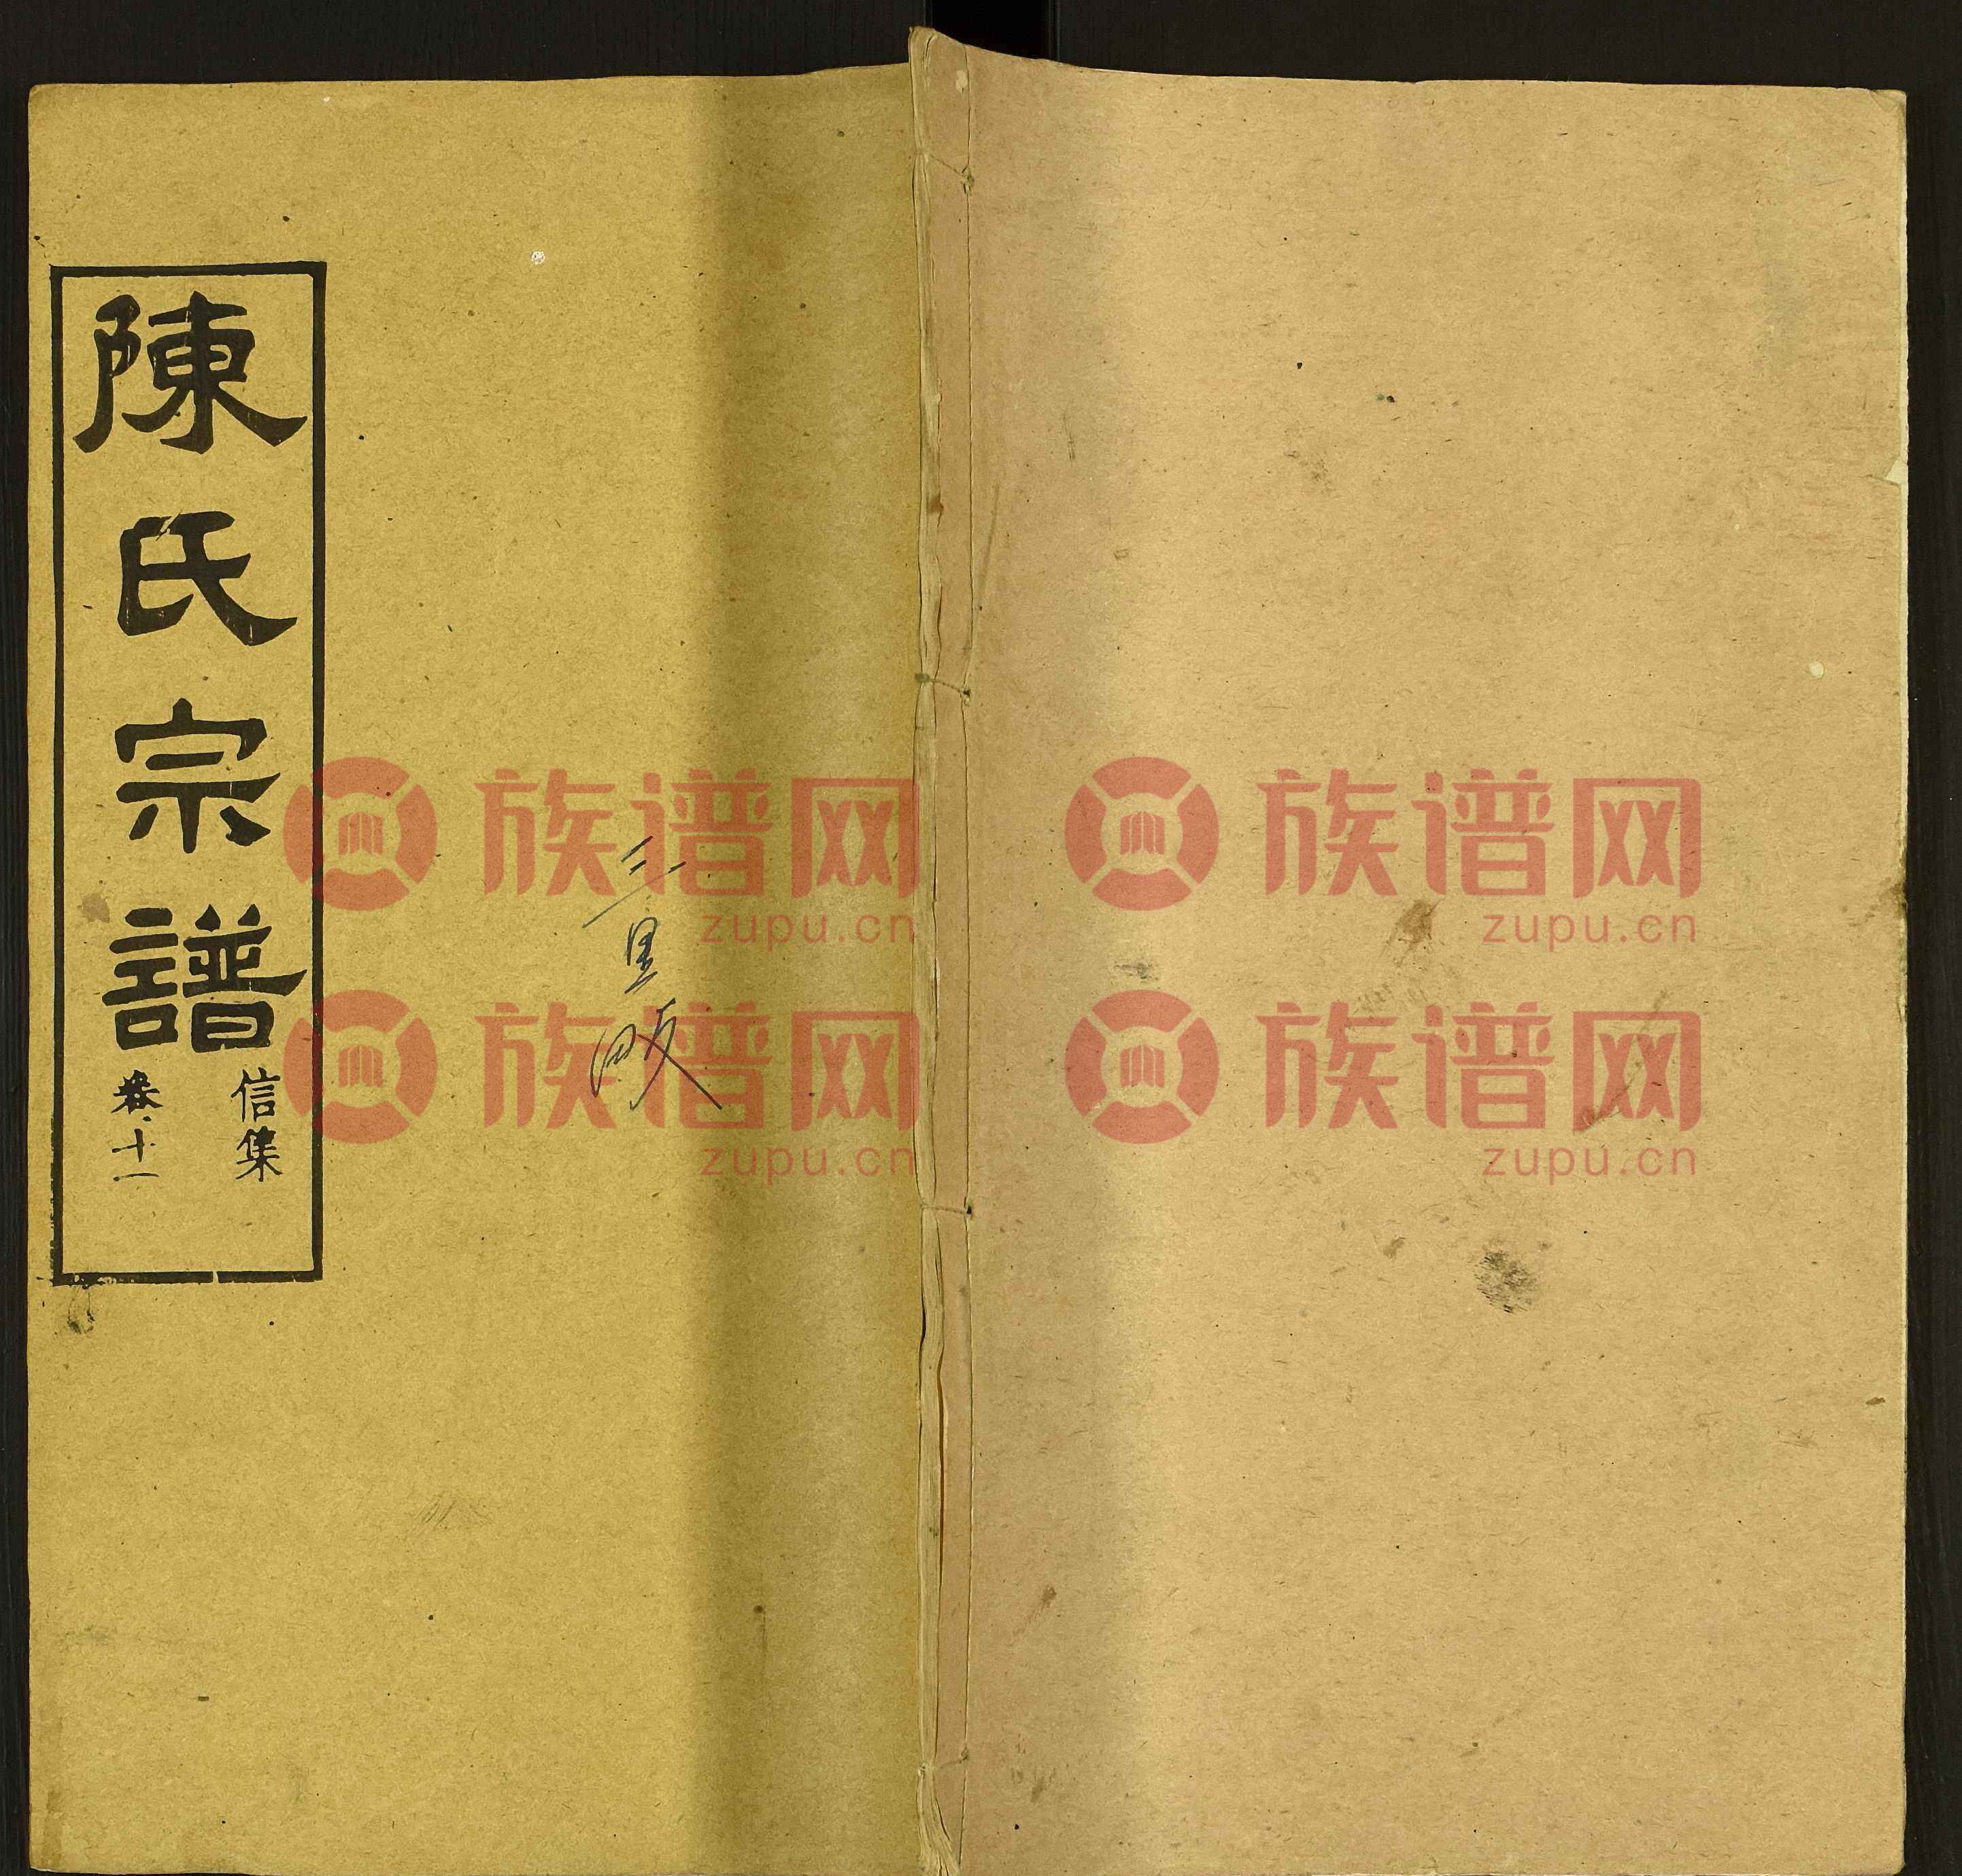 陳氏宗譜
信集
卷十一
三里畈
族谱网 族谱网
zupu.cn zupu.cn
族谱网 族谱网
zupu.cn zupu.cn